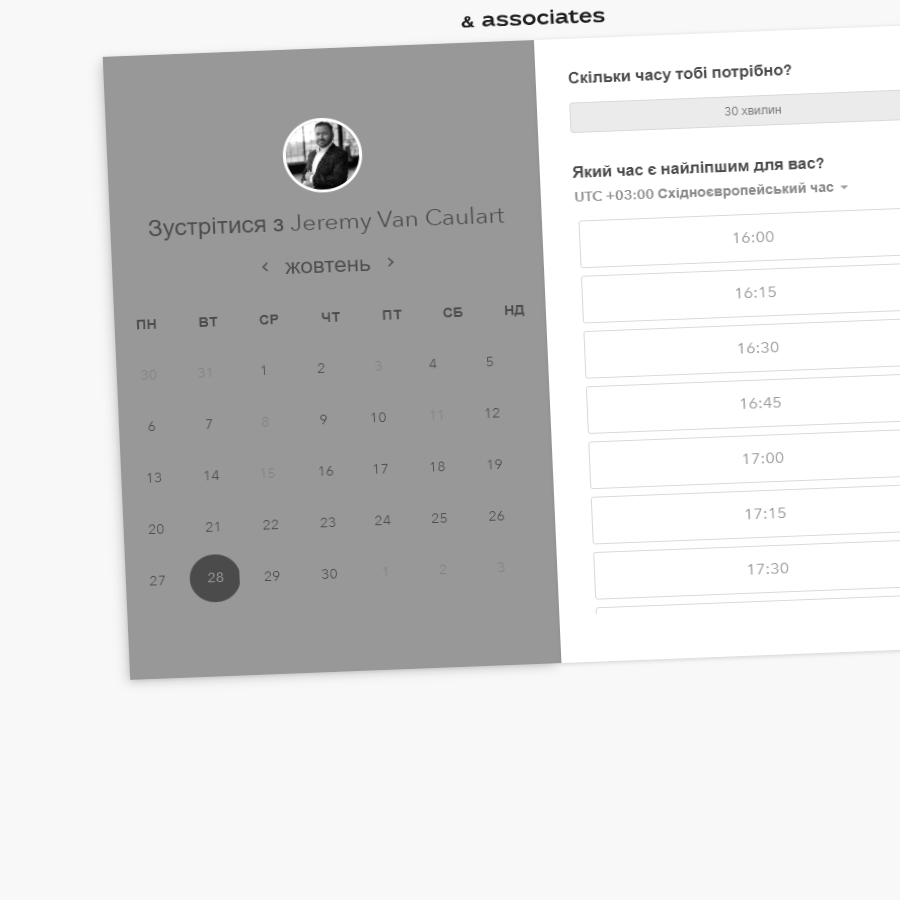 & associates
Зустрітися з Jeremy Van Caulart
жовтень
ПН ВТ СР ЧТ ПТ СБ НД
30 31 1 2 3 4 5
6 7 8 9 10 11 12
13 14 15 16 17 18 19
20 21 22 23 24 25 26
27 28 29 30 1 2 3
Скільки часу тобі потрібно?
30 хвилин
Який час є найліпшим для вас?
UTC +03:00 Східноєвропейський час
16:00
16:15
16:30
16:45
17:00
17:15
17:30